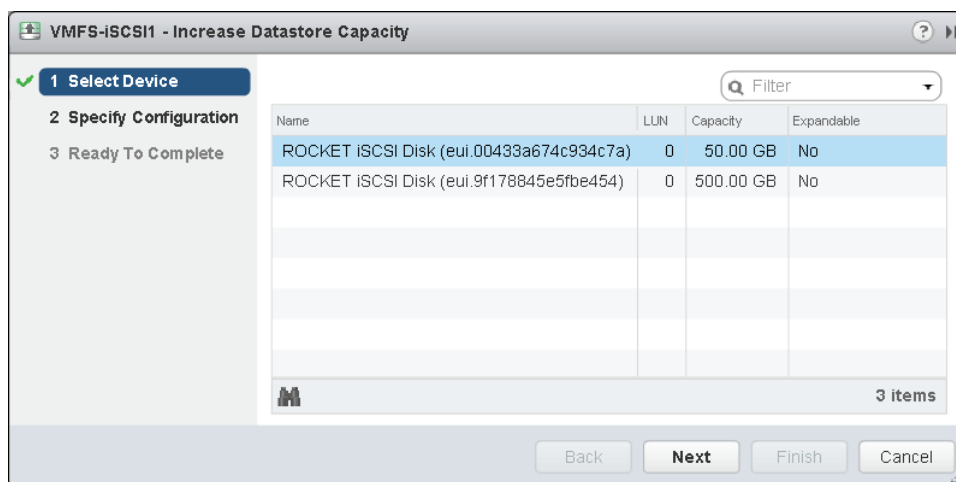 VMFS-iSCSI1 - Increase Datastore Capacity ?
1 Select Device
2 Specify Configuration
3 Ready To Complete
Filter
Name LUN Capacity Expandable
ROCKET iSCSI Disk (eui.00433a674c934c7a) 0 50.00 GB No
ROCKET iSCSI Disk (eui.9f178845e5fbe454) 0 500.00 GB No
3 items
Back Next Finish Cancel